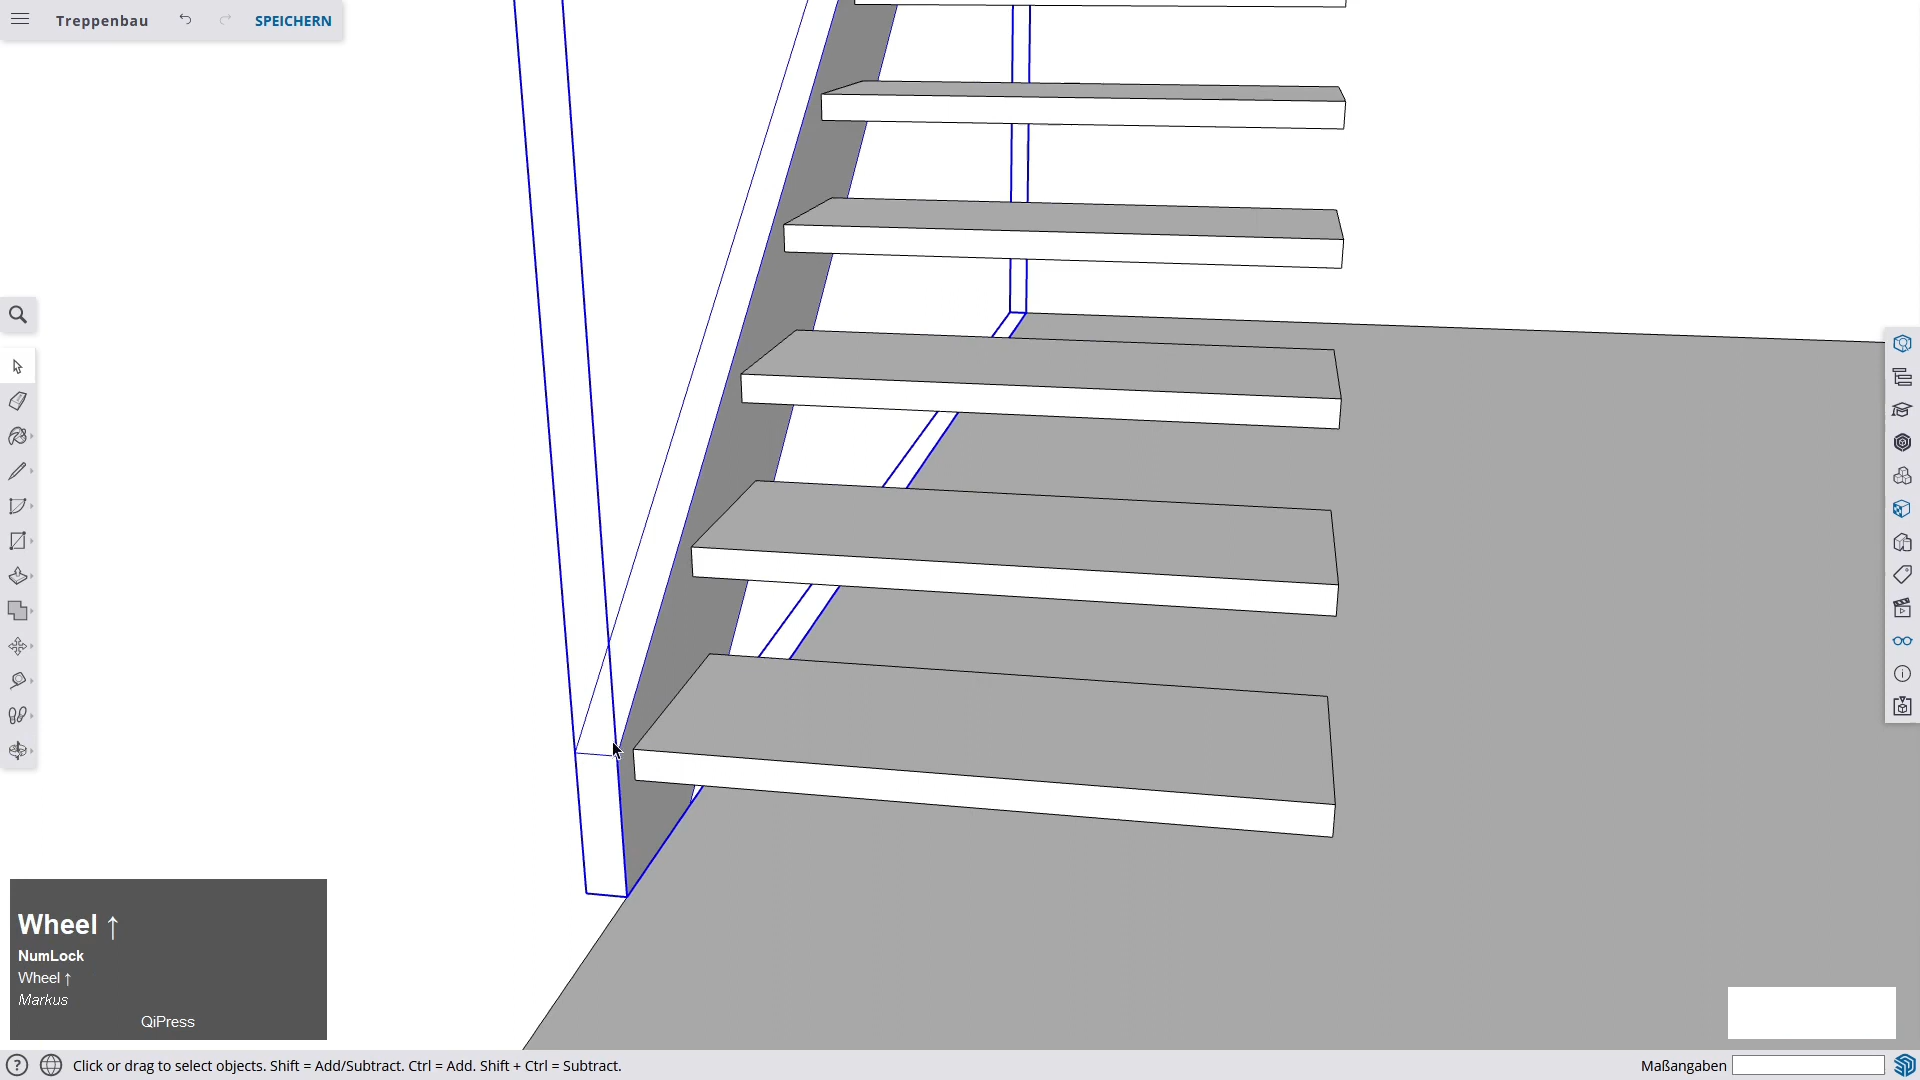 Treppenbau
SPEICHERN
Wheel ↑
NumLock
Wheel ↑
Markus
QiPress
Click or drag to select objects. Shift = Add/Subtract. Ctrl = Add. Shift + Ctrl = Subtract.
Maßangaben